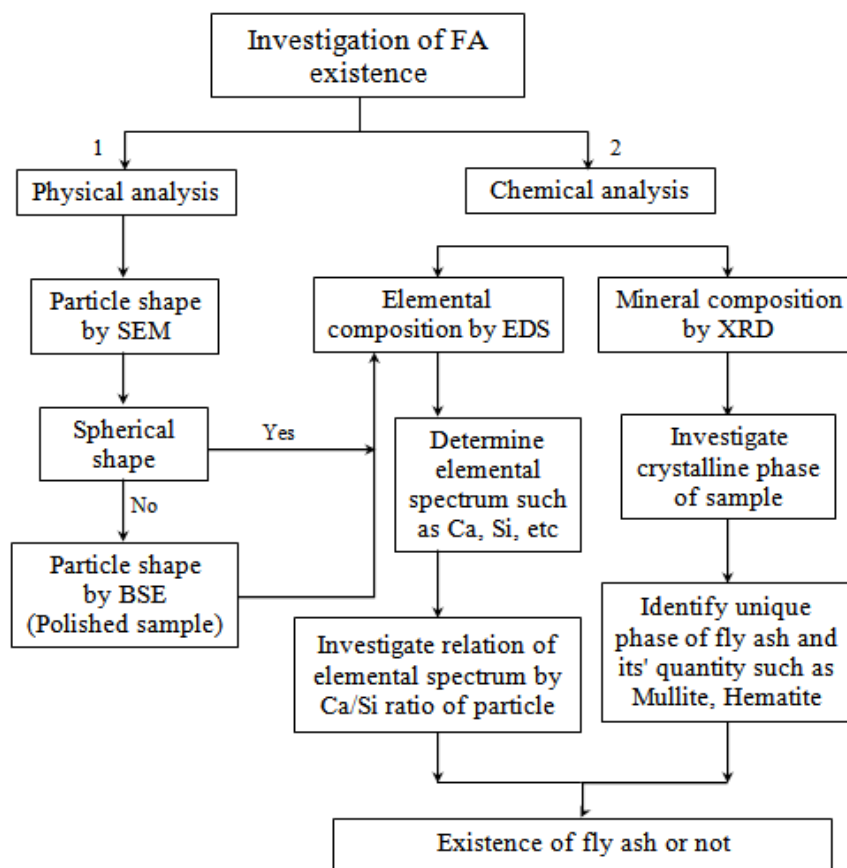 Investigation of FA
existence
1
2
Physical analysis
Chemical analysis
Particle shape
by SEM
Elemental
composition by EDS
Mineral composition
by XRD
Spherical
shape
Yes
No
Determine
elemental
spectrum such
as Ca, Si, etc
Investigate
crystalline phase
of sample
Particle shape
by BSE
(Polished sample)
Investigate relation of
elemental spectrum by
Ca/Si ratio of particle
Identify unique
phase of fly ash and
its' quantity such as
Mullite, Hematite
Existence of fly ash or not